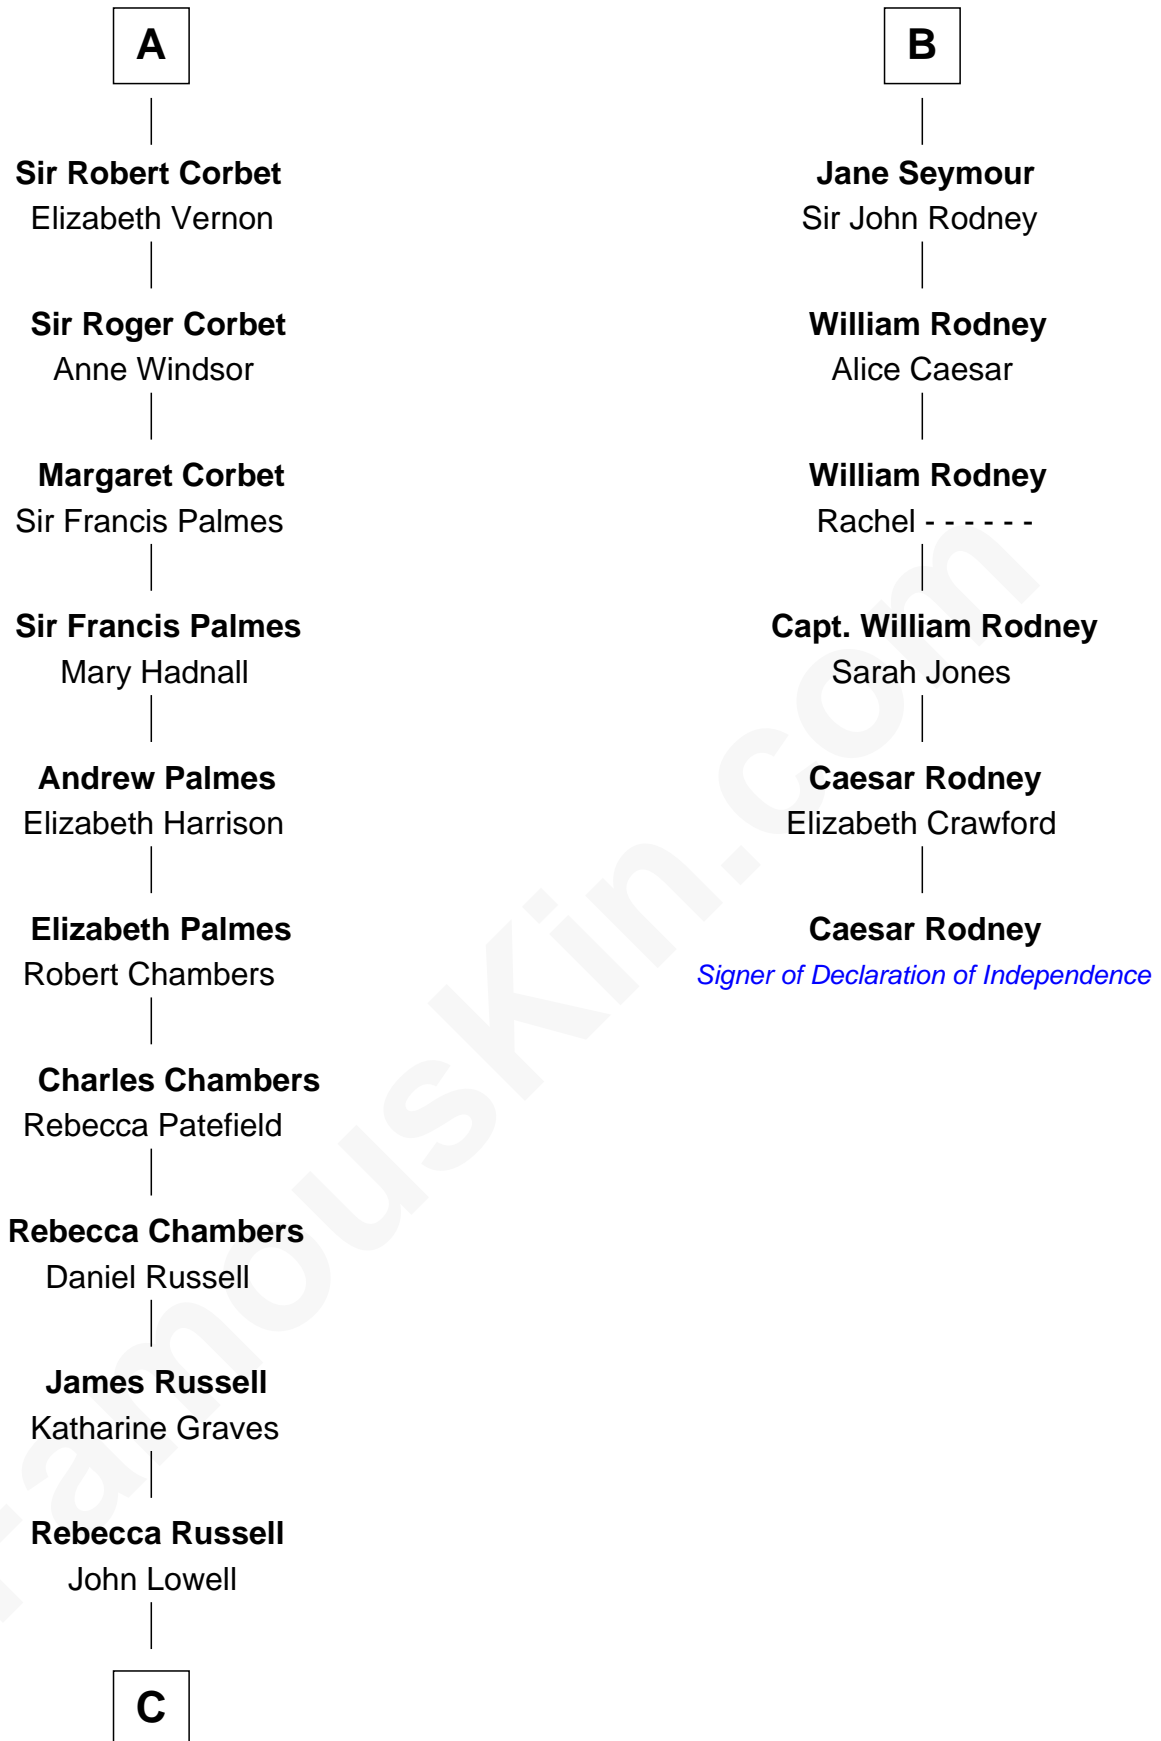 A
Sir Robert Corbet
Elizabeth Vernon
Sir Roger Corbet
Anne Windsor
Margaret Corbet
Sir Francis Palmes
Sir Francis Palmes
Mary Hadnall
Andrew Palmes
Elizabeth Harrison
Elizabeth Palmes
Robert Chambers
Charles Chambers
Rebecca Patefield
Rebecca Chambers
Daniel Russell
James Russell
Katharine Graves
Rebecca Russell
John Lowell
C
B
Jane Seymour
Sir John Rodney
William Rodney
Alice Caesar
William Rodney
Rachel - - - - - -
Capt. William Rodney
Sarah Jones
Caesar Rodney
Elizabeth Crawford
Caesar Rodney
Signer of Declaration of Independence
FamousKin.com